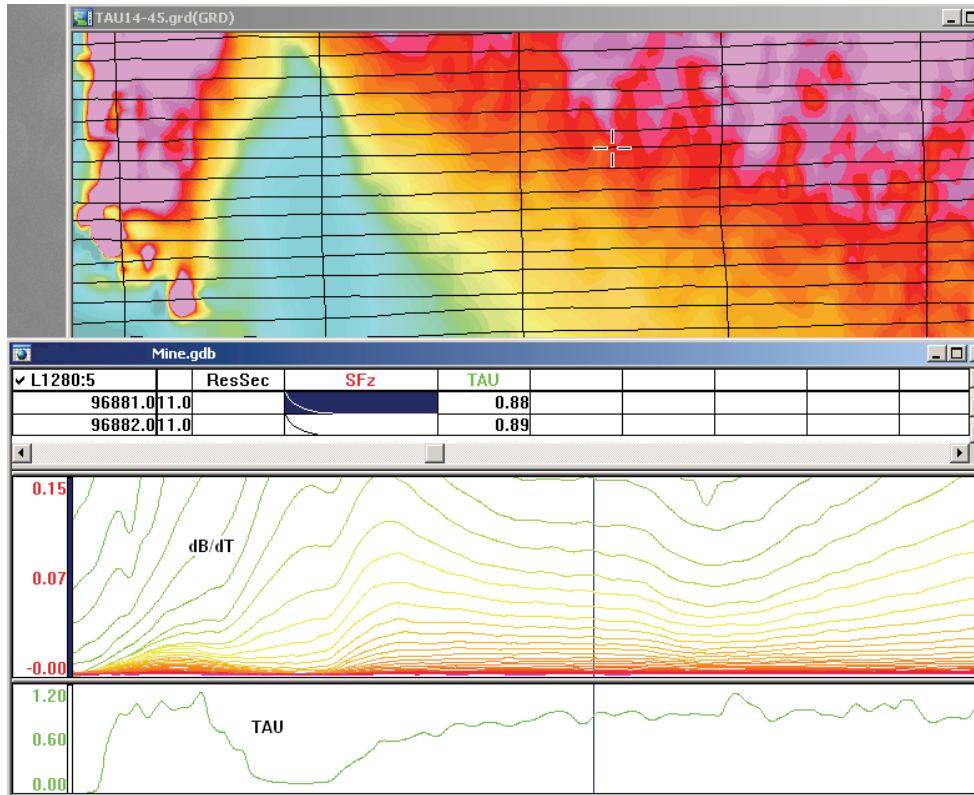 TAU14-45.grd(GRD)
Mine.gdb
✓ L1280:5 ResSec SFz TAU
96881.0 11.0 0.88
96882.0 11.0 0.89
0.15
dB/dT
0.07
-0.00
1.20
TAU
0.60
0.00